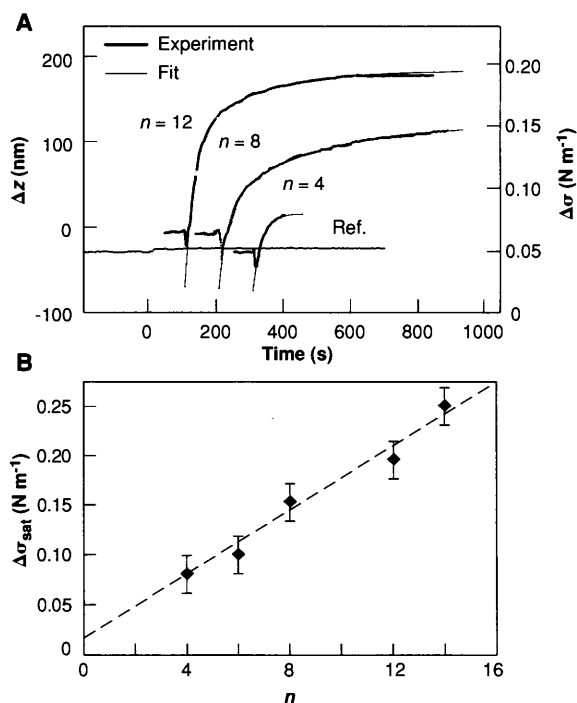 A
Experiment
Fit
n = 12
n = 8
n = 4
Ref.
200
100
0
-100
Δz (nm)
0.20
0.15
0.10
0.05
0
Δσ (N m⁻¹)
0 200 400 600 800 1000
Time (s)
B
0.25
0.20
0.15
0.10
0.05
0
Δσsat (N m⁻¹)
0 4 8 12 16
n